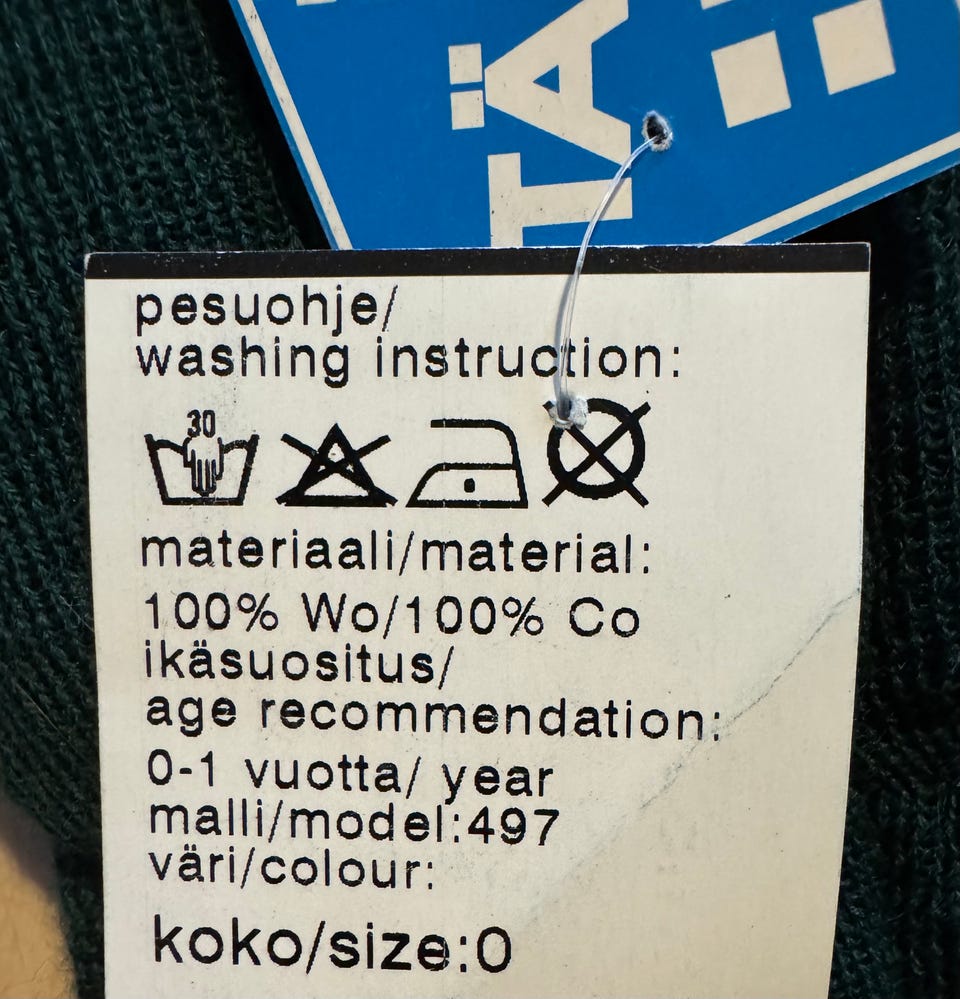 TÄ
pesuohje/
washing instruction:
30
materiaali/material:
100% Wo/100% Co
ikäsuositus/
age recommendation:
0-1 vuotta/ year
malli/model:497
väri/colour:
koko/size:0